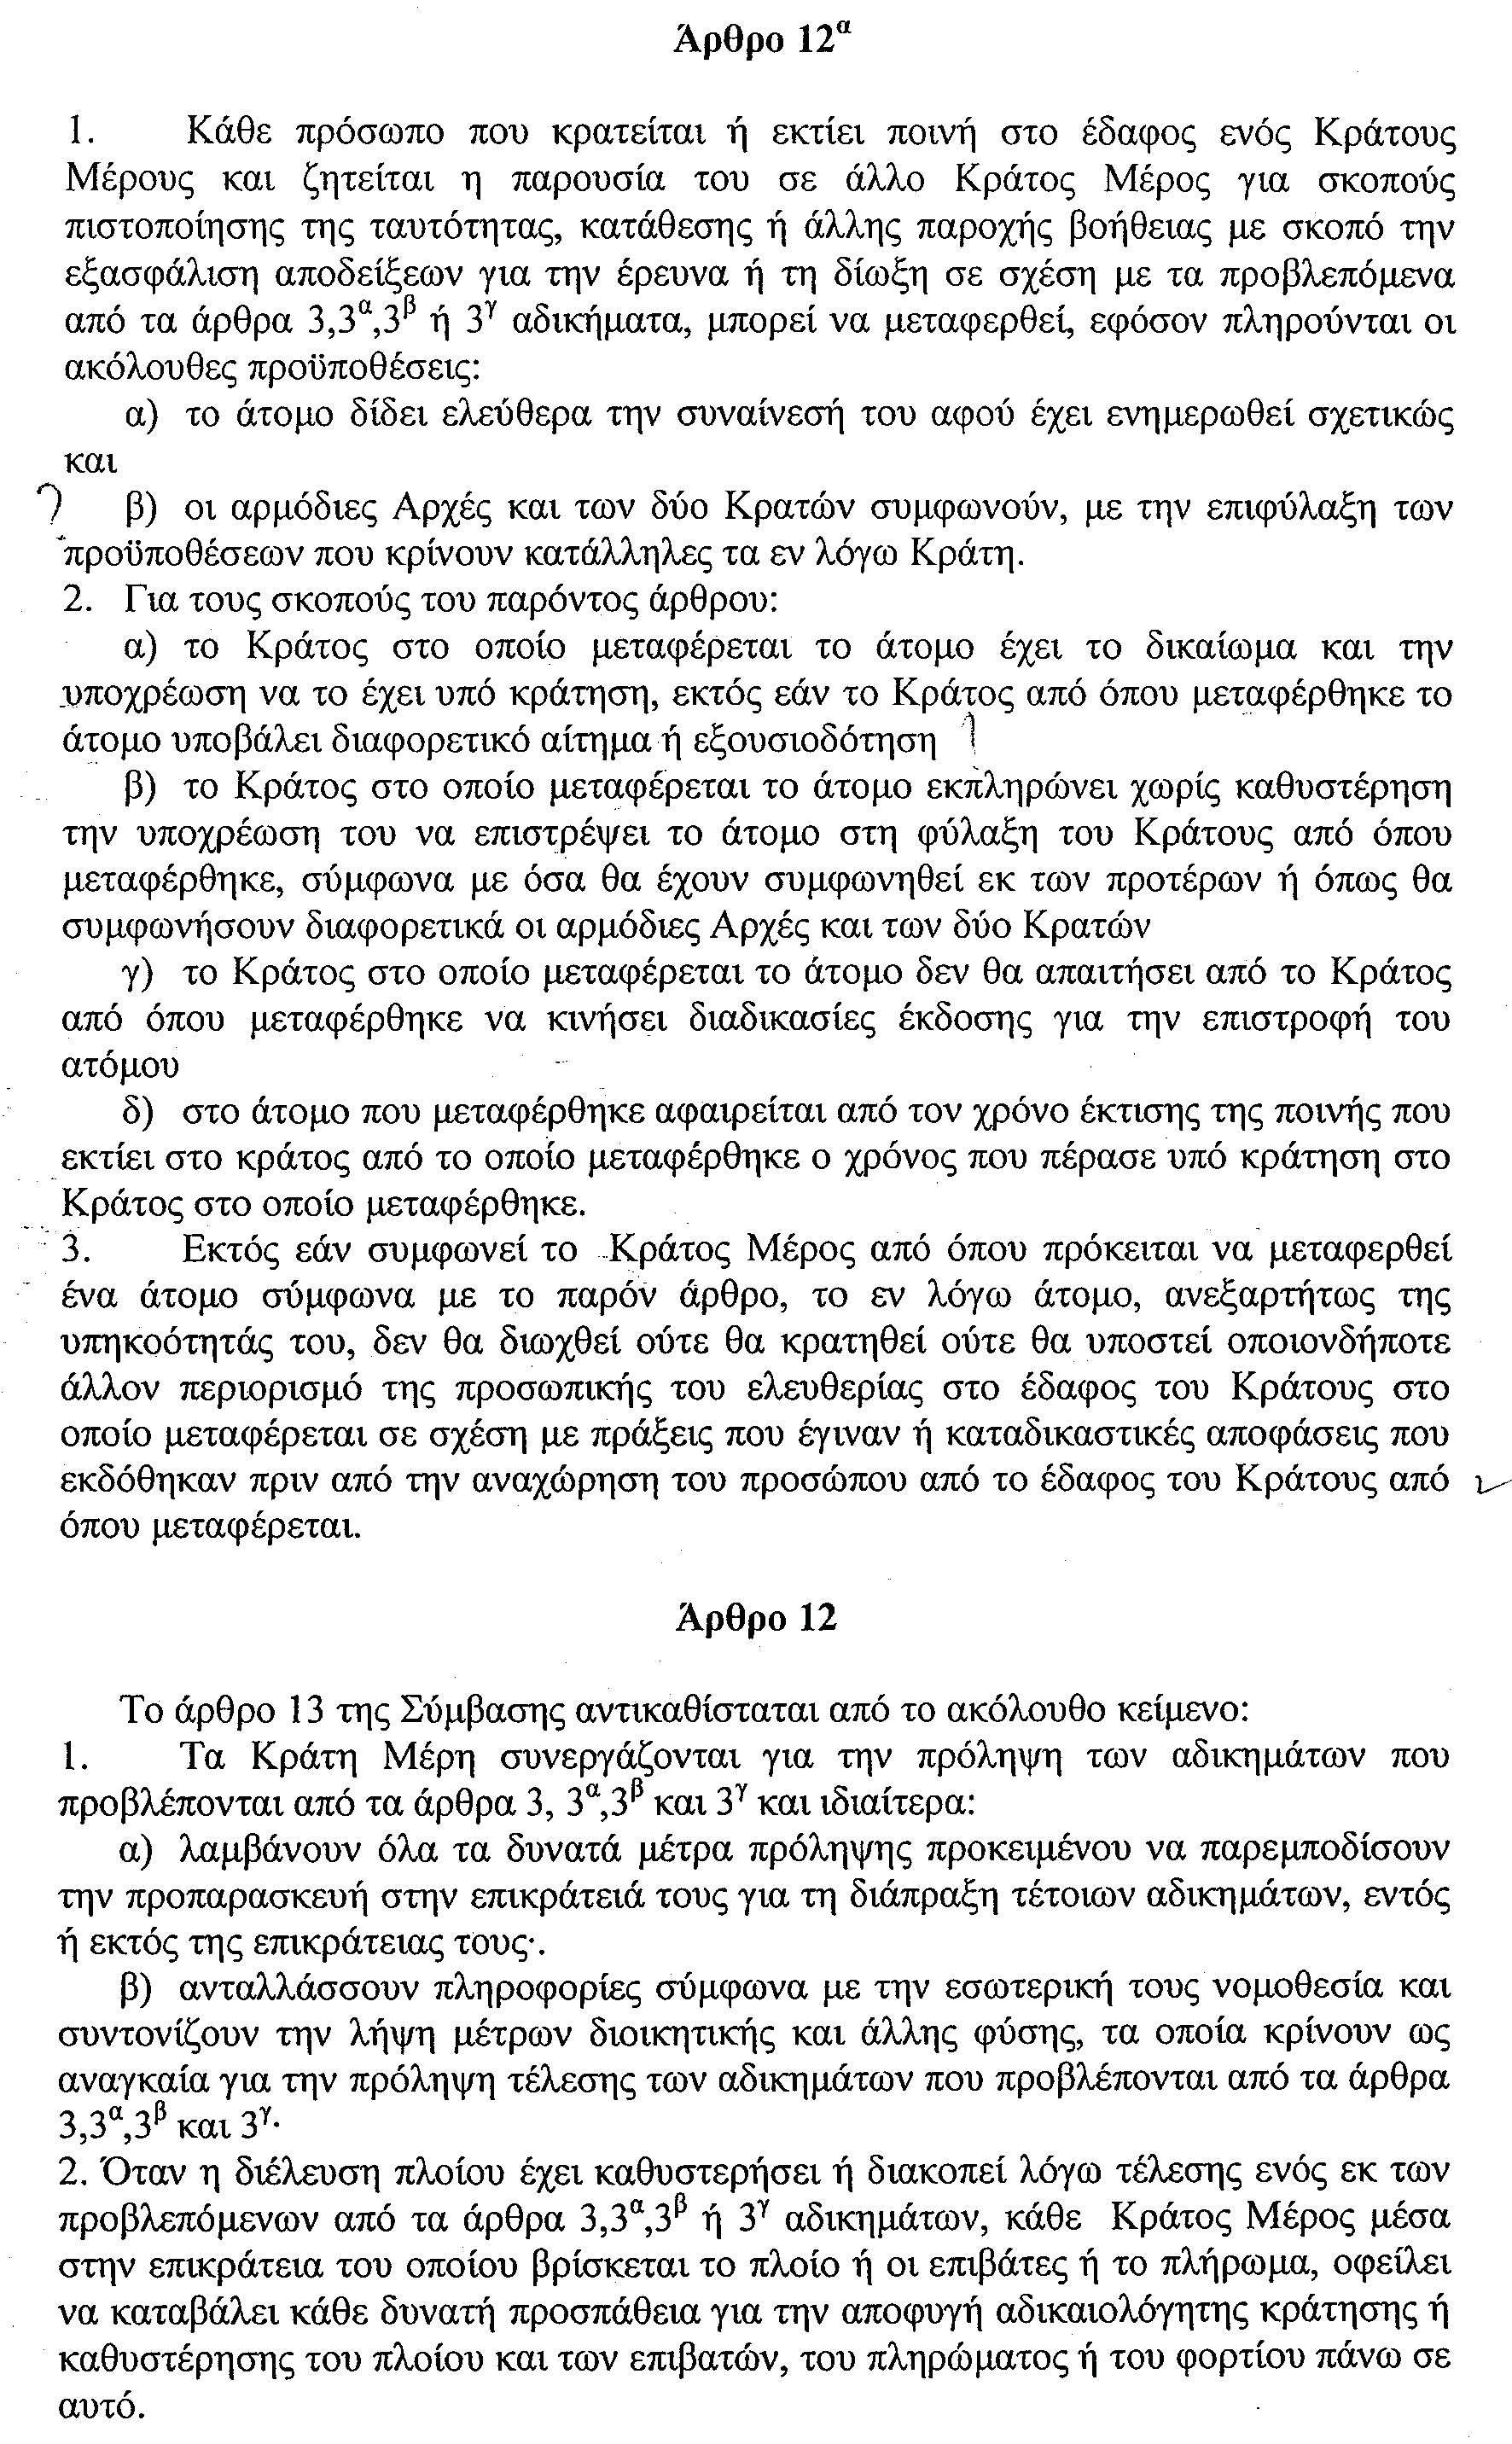 Άρθρο 12α
1. Κάθε πρόσωπο που κρατείται ή εκτίει ποινή στο έδαφος ενός Κράτους
Μέρους και ζητείται η παρουσία του σε άλλο Κράτος Μέρος για σκοπούς
πιστοποίησης της ταυτότητας, κατάθεσης ή άλλης παροχής βοήθειας με σκοπό την
εξασφάλιση αποδείξεων για την έρευνα ή τη δίωξη σε σχέση με τα προβλεπόμενα
από τα άρθρα 3,3α,3β ή 3γ αδικήματα, μπορεί να μεταφερθεί, εφόσον πληρούνται οι
ακόλουθες προϋποθέσεις:
α) το άτομο δίδει ελεύθερα την συναίνεσή του αφού έχει ενημερωθεί σχετικώς
και
β) οι αρμόδιες Αρχές και των δύο Κρατών συμφωνούν, με την επιφύλαξη των
προϋποθέσεων που κρίνουν κατάλληλες τα εν λόγω Κράτη.
2. Για τους σκοπούς του παρόντος άρθρου:
α) το Κράτος στο οποίο μεταφέρεται το άτομο έχει το δικαίωμα και την
υποχρέωση να το έχει υπό κράτηση, εκτός εάν το Κράτος από όπου μεταφέρθηκε το
άτομο υποβάλει διαφορετικό αίτημα ή εξουσιοδότηση
β) το Κράτος στο οποίο μεταφέρεται το άτομο εκπληρώνει χωρίς καθυστέρηση
την υποχρέωση του να επιστρέψει το άτομο στη φύλαξη του Κράτους από όπου
μεταφέρθηκε, σύμφωνα με όσα θα έχουν συμφωνηθεί εκ των προτέρων ή όπως θα
συμφωνήσουν διαφορετικά οι αρμόδιες Αρχές και των δύο Κρατών
γ) το Κράτος στο οποίο μεταφέρεται το άτομο δεν θα απαιτήσει από το Κράτος
από όπου μεταφέρθηκε να κινήσει διαδικασίες έκδοσης για την επιστροφή του
ατόμου
δ) στο άτομο που μεταφέρθηκε αφαιρείται από τον χρόνο έκτισης της ποινής που
εκτίει στο κράτος από το οποίο μεταφέρθηκε ο χρόνος που πέρασε υπό κράτηση στο
Κράτος στο οποίο μεταφέρθηκε.
3. Εκτός εάν συμφωνεί το Κράτος Μέρος από όπου πρόκειται να μεταφερθεί
ένα άτομο σύμφωνα με το παρόν άρθρο, το εν λόγω άτομο, ανεξαρτήτως της
υπηκοότητάς του, δεν θα διωχθεί ούτε θα κρατηθεί ούτε θα υποστεί οποιονδήποτε
άλλον περιορισμό της προσωπικής του ελευθερίας στο έδαφος του Κράτους στο
οποίο μεταφέρεται σε σχέση με πράξεις που έγιναν ή καταδικαστικές αποφάσεις που
εκδόθηκαν πριν από την αναχώρηση του προσώπου από το έδαφος του Κράτους από
όπου μεταφέρεται.
Άρθρο 12
Το άρθρο 13 της Σύμβασης αντικαθίσταται από το ακόλουθο κείμενο:
1. Τα Κράτη Μέρη συνεργάζονται για την πρόληψη των αδικημάτων που
προβλέπονται από τα άρθρα 3, 3α,3β και 3γ και ιδιαίτερα:
α) λαμβάνουν όλα τα δυνατά μέτρα πρόληψης προκειμένου να παρεμποδίσουν
την προπαρασκευή στην επικράτειά τους για τη διάπραξη τέτοιων αδικημάτων, εντός
ή εκτός της επικράτειας τους·.
β) ανταλλάσσουν πληροφορίες σύμφωνα με την εσωτερική τους νομοθεσία και
συντονίζουν την λήψη μέτρων διοικητικής και άλλης φύσης, τα οποία κρίνουν ως
αναγκαία για την πρόληψη τέλεσης των αδικημάτων που προβλέπονται από τα άρθρα
3,3α,3β και 3γ.
2. Όταν η διέλευση πλοίου έχει καθυστερήσει ή διακοπεί λόγω τέλεσης ενός εκ των
προβλεπόμενων από τα άρθρα 3,3α,3β ή 3γ αδικημάτων, κάθε Κράτος Μέρος μέσα
στην επικράτεια του οποίου βρίσκεται το πλοίο ή οι επιβάτες ή το πλήρωμα, οφείλει
να καταβάλει κάθε δυνατή προσπάθεια για την αποφυγή αδικαιολόγητης κράτησης ή
καθυστέρησης του πλοίου και των επιβατών, του πληρώματος ή του φορτίου πάνω σε
αυτό.